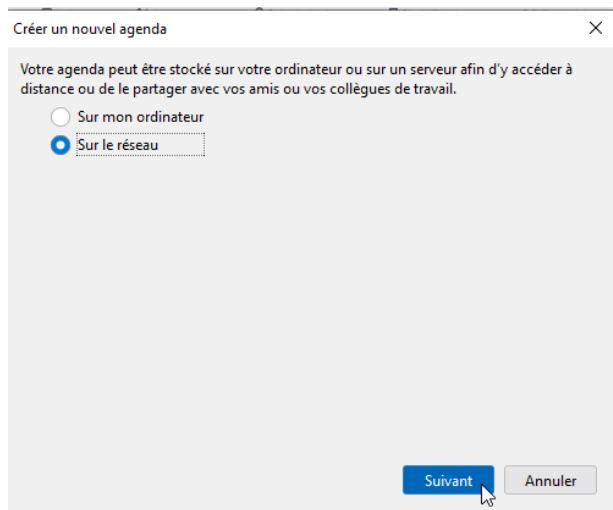 Créer un nouvel agenda
Votre agenda peut être stocké sur votre ordinateur ou sur un serveur afin d'y accéder à
distance ou de le partager avec vos amis ou vos collègues de travail.
Sur mon ordinateur
Sur le réseau
Suivant
Annuler